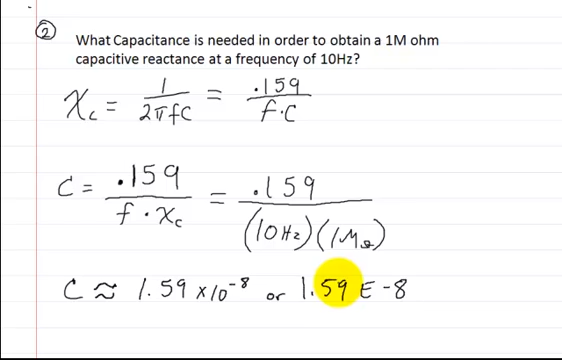 ②
What Capacitance is needed in order to obtain a 1M ohm
capacitive reactance at a frequency of 10Hz?
Xc = 1/2πfC = .159/f·C
C = .159/f·Xc = .159/(10Hz)(1MΩ)
C ≈ 1.59 x10⁻⁸ or 1.59 E -8